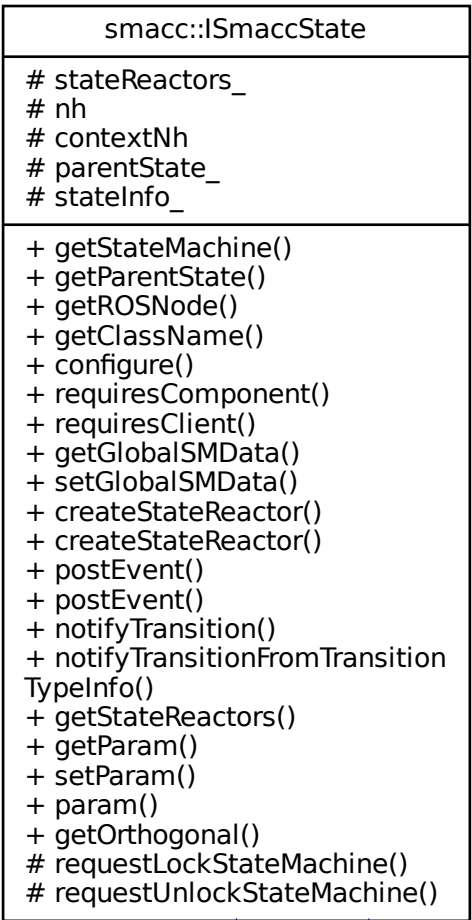 smacc::ISmaccState
# stateReactors_
# nh
# contextNh
# parentState_
# stateInfo_
+ getStateMachine()
+ getParentState()
+ getROSNode()
+ getClassName()
+ configure()
+ requiresComponent()
+ requiresClient()
+ getGlobalSMData()
+ setGlobalSMData()
+ createStateReactor()
+ createStateReactor()
+ postEvent()
+ postEvent()
+ notifyTransition()
+ notifyTransitionFromTransition
TypeInfo()
+ getStateReactors()
+ getParam()
+ setParam()
+ param()
+ getOrthogonal()
# requestLockStateMachine()
# requestUnlockStateMachine()